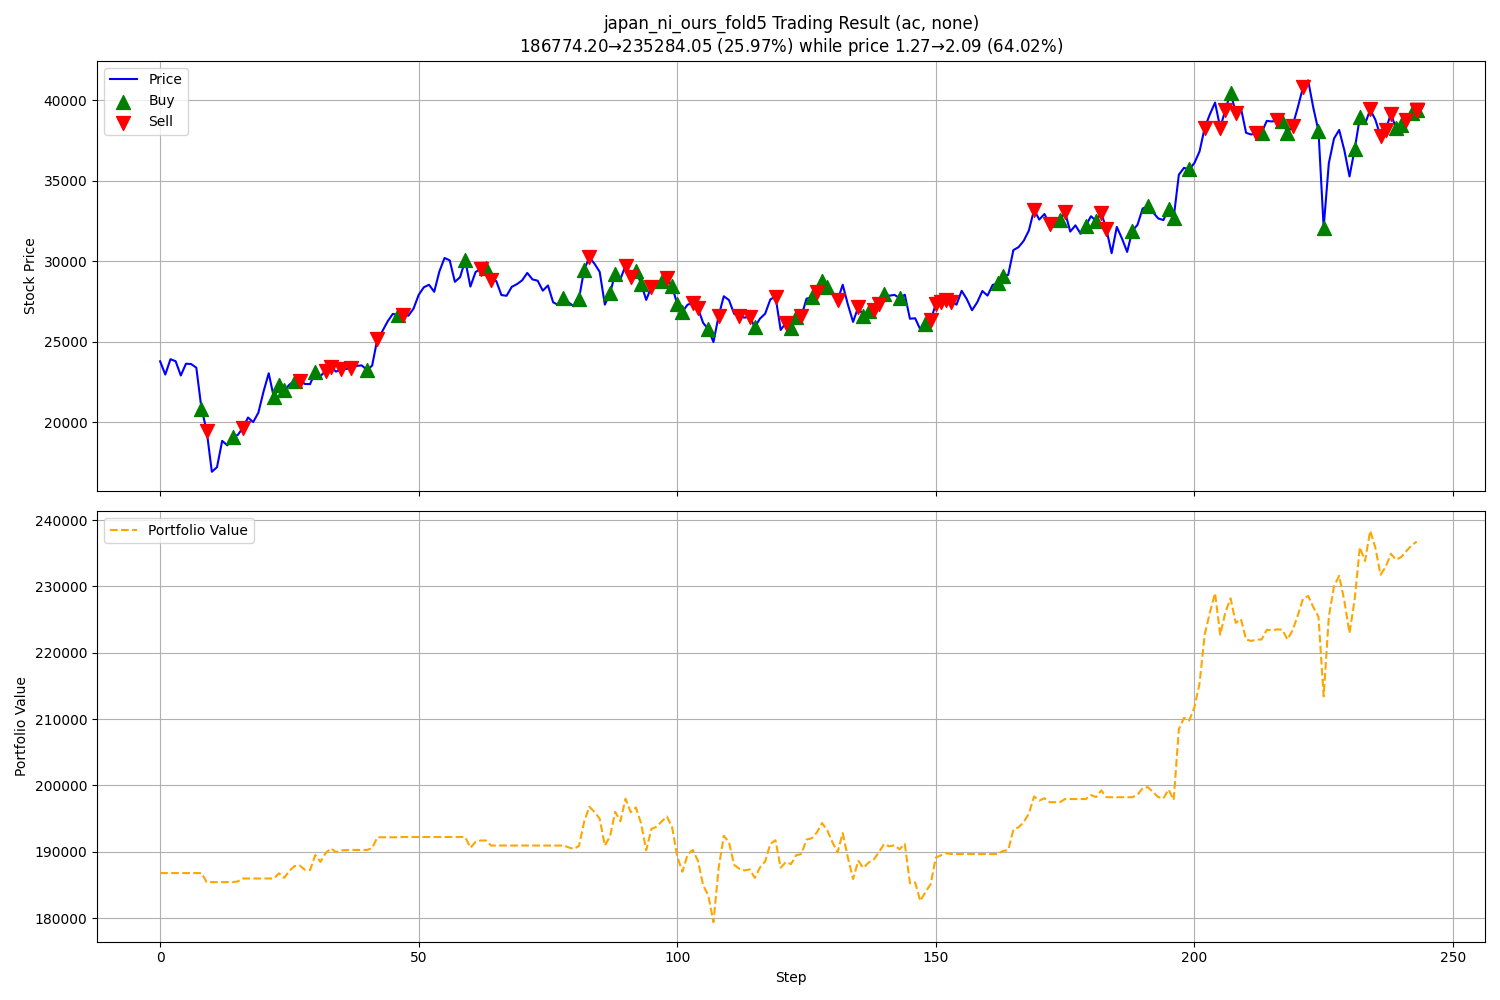 japan_ni_ours_fold5 Trading Result (ac, none)
186774.20→235284.05 (25.97%) while price 1.27→2.09 (64.02%)
Price
Buy
Sell
40000
35000
30000
25000
20000
Stock Price
Portfolio Value
240000
230000
220000
210000
200000
190000
180000
Portfolio Value
0
50
100
150
200
250
Step